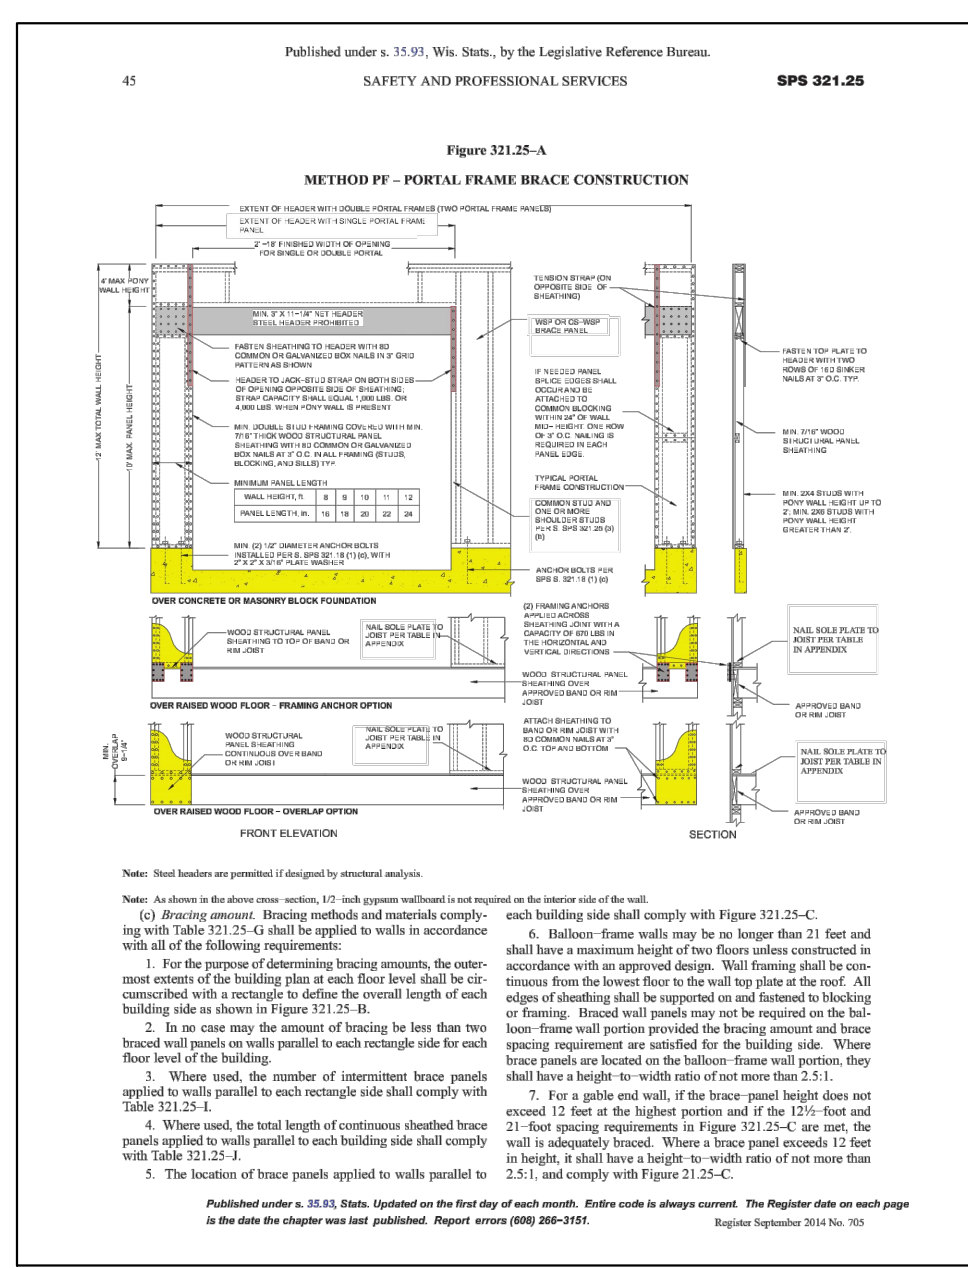 Published under s. 35.93, Wis. Stats., by the Legislative Reference Bureau.
45
SAFETY AND PROFESSIONAL SERVICES
SPS 321.25
Figure 321.25–A
METHOD PF – PORTAL FRAME BRACE CONSTRUCTION
EXTENT OF HEADER WITH DOUBLE PORTAL FRAMES (TWO PORTAL FRAME PANELS)
EXTENT OF HEADER WITH SINGLE PORTAL FRAME
PANEL
2' –18' FINISHED WIDTH OF OPENING
FOR SINGLE OR DOUBLE PORTAL
4' MAX PONY
WALL HEIGHT
12' MAX TOTAL WALL HEIGHT
10' MAX. PANEL HEIGHT
MIN. 3" X 11–1/4" NET HEADER
STEEL HEADER PROHIBITED
FASTEN SHEATHING TO HEADER WITH 8D
COMMON OR GALVANIZED BOX NAILS IN 3" GRID
PATTERN AS SHOWN
HEADER TO JACK–STUD STRAP ON BOTH SIDES
OF OPENING OPPOSITE SIDE OF SHEATHING;
STRAP CAPACITY SHALL EQUAL 1,000 LBS. OR
4,000 LBS. WHEN PONY WALL IS PRESENT
MIN. DOUBLE STUD FRAMING COVERED WITH MIN.
7/16" THICK WOOD STRUCTURAL PANEL
SHEATHING WITH 8D COMMON OR GALVANIZED
BOX NAILS AT 3" O.C. IN ALL FRAMING (STUDS,
BLOCKING, AND SILLS) TYP.
MINIMUM PANEL LENGTH
WALL HEIGHT, ft 8 9 10 11 12
PANEL LENGTH, in. 16 18 20 22 24
MIN. (2) 1/2" DIAMETER ANCHOR BOLTS
INSTALLED PER S. SPS 321.18 (1) (c), WITH
2" X 2" X 3/16" PLATE WASHER
TENSION STRAP (ON
OPPOSITE SIDE OF
SHEATHING)
WSP OR CS–WSP
BRACE PANEL
IF NEEDED PANEL
SPLICE EDGES SHALL
OCCUR AND BE
ATTACHED TO
COMMON BLOCKING
WITHIN 24" OF WALL
MID– HEIGHT. ONE ROW
OF 3" O.C. NAILING IS
REQUIRED IN EACH
PANEL EDGE.
TYPICAL PORTAL
FRAME CONSTRUCTION
COMMON STUD AND
ONE OR MORE
SHOULDER STUDS
PER S. SPS 321.25 (3)
(b)
ANCHOR BOLTS PER
SPS S. 321.18 (1) (c)
FASTEN TOP PLATE TO
HEADER WITH TWO
ROWS OF 16D SINKER
NAILS AT 3" O.C. TYP.
MIN. 7/16" WOOD
STRUCTURAL PANEL
SHEATHING
MIN. 2X4 STUDS WITH
PONY WALL HEIGHT UP TO
2'; MIN. 2X6 STUDS WITH
PONY WALL HEIGHT
GREATER THAN 2'.
OVER CONCRETE OR MASONRY BLOCK FOUNDATION
WOOD STRUCTURAL PANEL
SHEATHING TO TOP OF BAND OR
RIM JOIST
NAIL SOLE PLATE TO
JOIST PER TABLE IN
APPENDIX
(2) FRAMING ANCHORS
APPLIED ACROSS
SHEATHING JOINT WITH A
CAPACITY OF 670 LBS IN
THE HORIZONTAL AND
VERTICAL DIRECTIONS
WOOD STRUCTURAL PANEL
SHEATHING OVER
APPROVED BAND OR RIM
JOIST
NAIL SOLE PLATE TO
JOIST PER TABLE
IN APPENDIX
APPROVED BAND
OR RIM JOIST
OVER RAISED WOOD FLOOR – FRAMING ANCHOR OPTION
MIN.
OVERLAP
9–1/4"
WOOD STRUCTURAL
PANEL SHEATHING
CONTINUOUS OVER BAND
OR RIM JOIST
NAIL SOLE PLATE TO
JOIST PER TABLE IN
APPENDIX
ATTACH SHEATHING TO
BAND OR RIM JOIST WITH
8D COMMON NAILS AT 3"
O.C. TOP AND BOTTOM
WOOD STRUCTURAL PANEL
SHEATHING OVER
APPROVED BAND OR RIM
JOIST
NAIL SOLE PLATE TO
JOIST PER TABLE IN
APPENDIX
APPROVED BAND
OR RIM JOIST
OVER RAISED WOOD FLOOR – OVERLAP OPTION
FRONT ELEVATION
SECTION
Note: Steel headers are permitted if designed by structural analysis.
Note: As shown in the above cross–section, 1/2–inch gypsum wallboard is not required on the interior side of the wall.
(c) Bracing amount. Bracing methods and materials comply-
ing with Table 321.25–G shall be applied to walls in accordance
with all of the following requirements:
1. For the purpose of determining bracing amounts, the outer-
most extents of the building plan at each floor level shall be cir-
cumscribed with a rectangle to define the overall length of each
building side as shown in Figure 321.25–B.
2. In no case may the amount of bracing be less than two
braced wall panels on walls parallel to each rectangle side for each
floor level of the building.
3. Where used, the number of intermittent brace panels
applied to walls parallel to each rectangle side shall comply with
Table 321.25–I.
4. Where used, the total length of continuous sheathed brace
panels applied to walls parallel to each building side shall comply
with Table 321.25–J.
5. The location of brace panels applied to walls parallel to
each building side shall comply with Figure 321.25–C.
6. Balloon–frame walls may be no longer than 21 feet and
shall have a maximum height of two floors unless constructed in
accordance with an approved design. Wall framing shall be con-
tinuous from the lowest floor to the wall top plate at the roof. All
edges of sheathing shall be supported on and fastened to blocking
or framing. Braced wall panels may not be required on the bal-
loon–frame wall portion provided the bracing amount and brace
spacing requirement are satisfied for the building side. Where
brace panels are located on the balloon–frame wall portion, they
shall have a height–to–width ratio of not more than 2.5:1.
7. For a gable end wall, if the brace–panel height does not
exceed 12 feet at the highest portion and if the 12½–foot and
21–foot spacing requirements in Figure 321.25–C are met, the
wall is adequately braced. Where a brace panel exceeds 12 feet
in height, it shall have a height–to–width ratio of not more than
2.5:1, and comply with Figure 21.25–C.
Published under s. 35.93, Stats. Updated on the first day of each month. Entire code is always current. The Register date on each page
is the date the chapter was last published. Report errors (608) 266–3151.
Register September 2014 No. 705